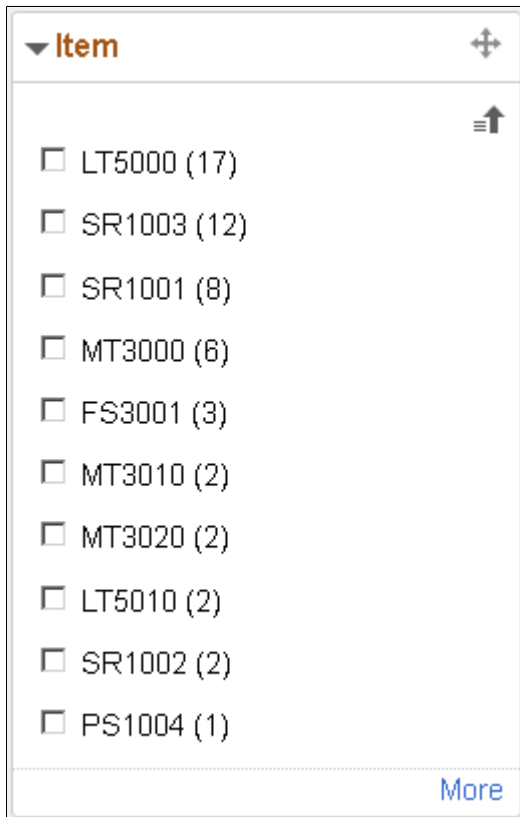 Item
LT5000 (17)
SR1003 (12)
SR1001 (8)
MT3000 (6)
FS3001 (3)
MT3010 (2)
MT3020 (2)
LT5010 (2)
SR1002 (2)
PS1004 (1)
More